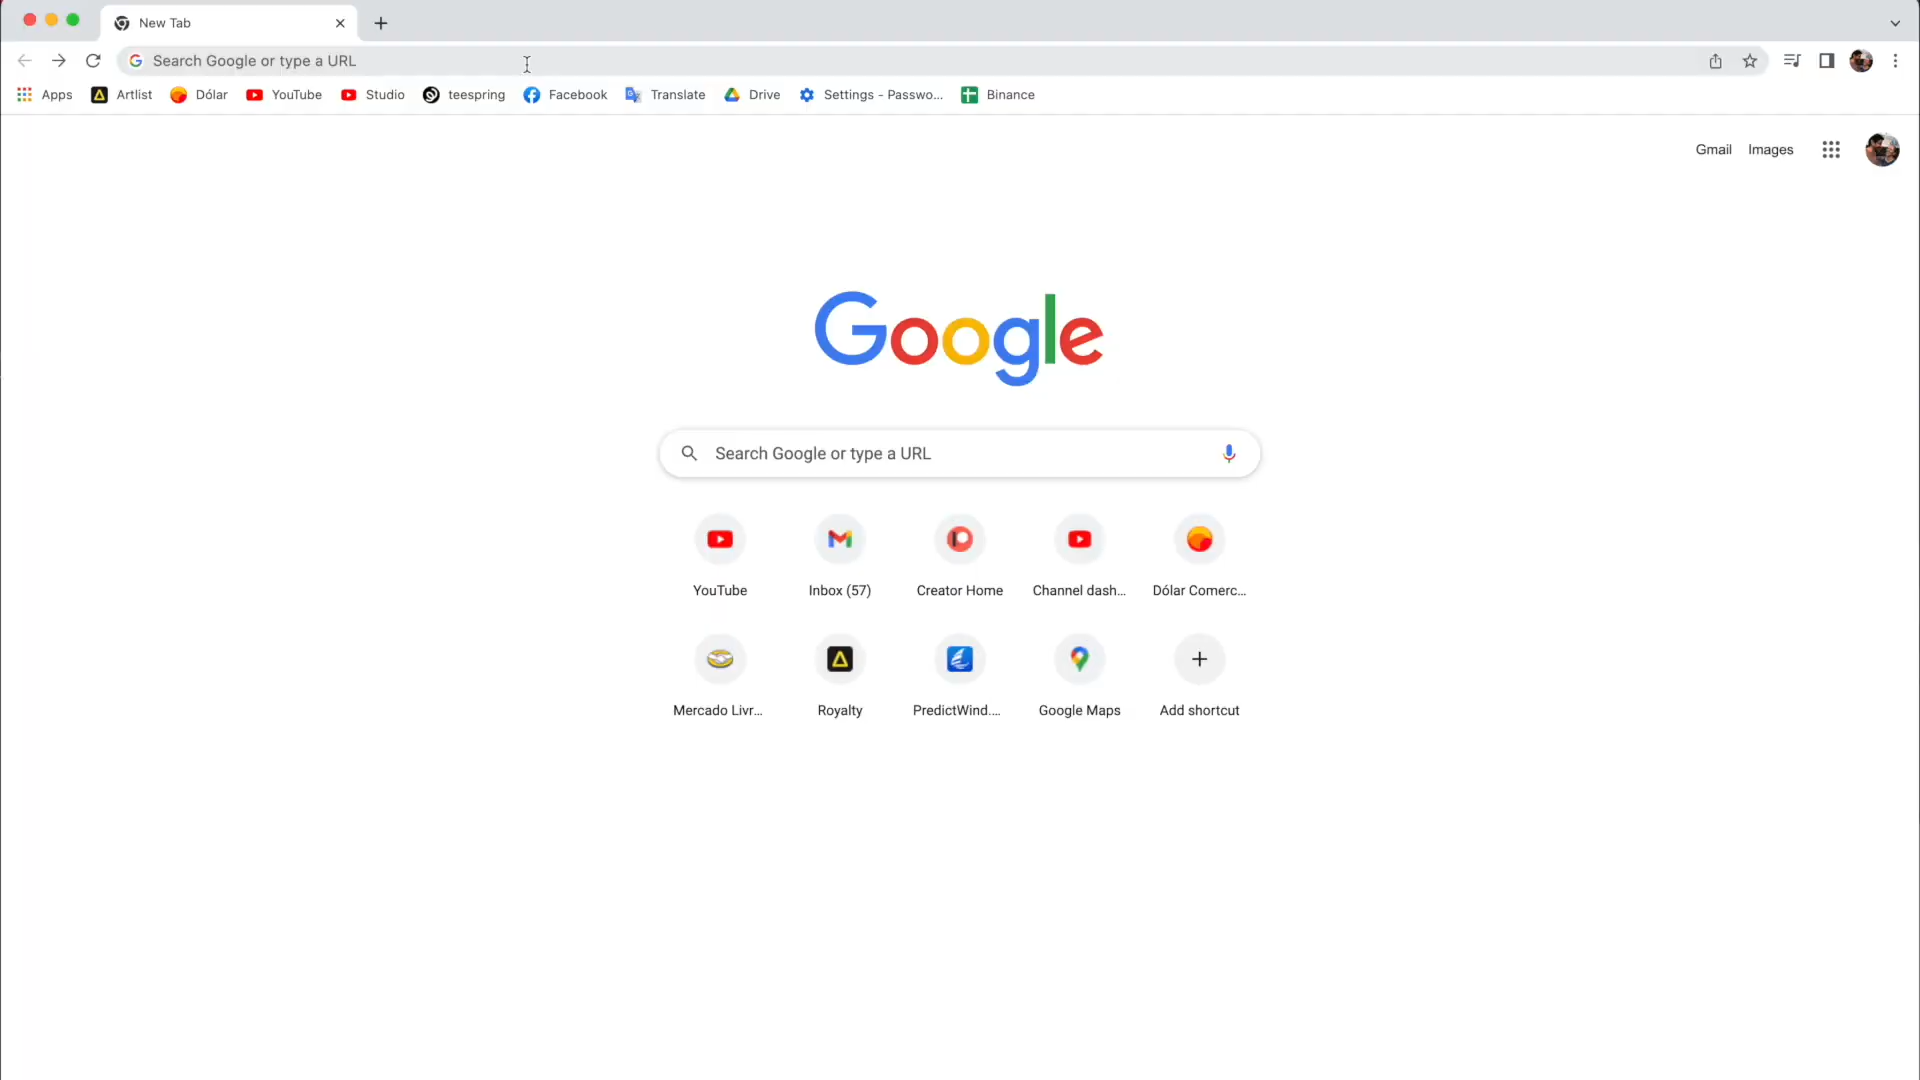 New Tab
Search Google or type a URL
Apps Artlist Dólar YouTube Studio teespring Facebook Translate Drive Settings - Passwo... Binance
Gmail Images
Google
Search Google or type a URL
YouTube Inbox (57) Creator Home Channel dash... Dólar Comerc...
Mercado Livr... Royalty PredictWind.... Google Maps Add shortcut